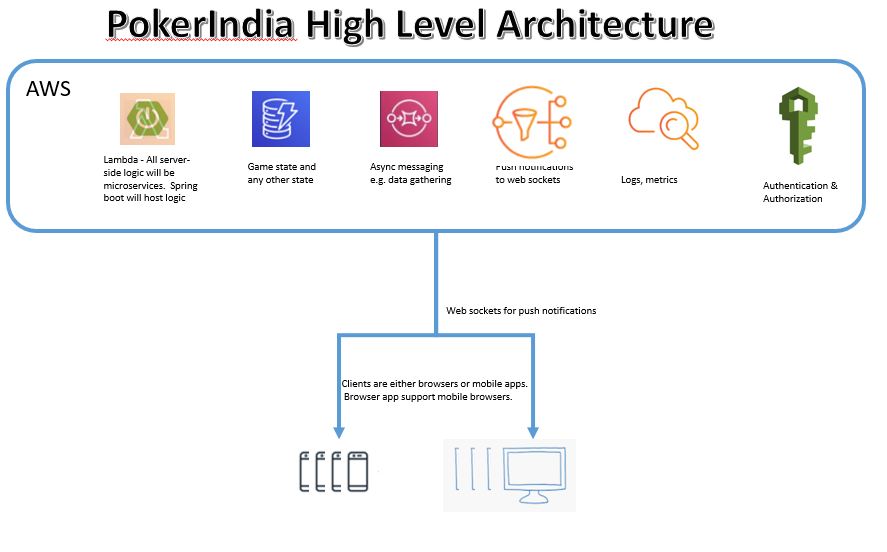 PokerIndia High Level Architecture
AWS
Lambda - All server-
side logic will be
microservices. Spring
boot will host logic
Game state and
any other state
Async messaging
e.g. data gathering
Push notifications
to web sockets
Logs, metrics
Authentication &
Authorization
Web sockets for push notifications
Clients are either browsers or mobile apps.
Browser app support mobile browsers.